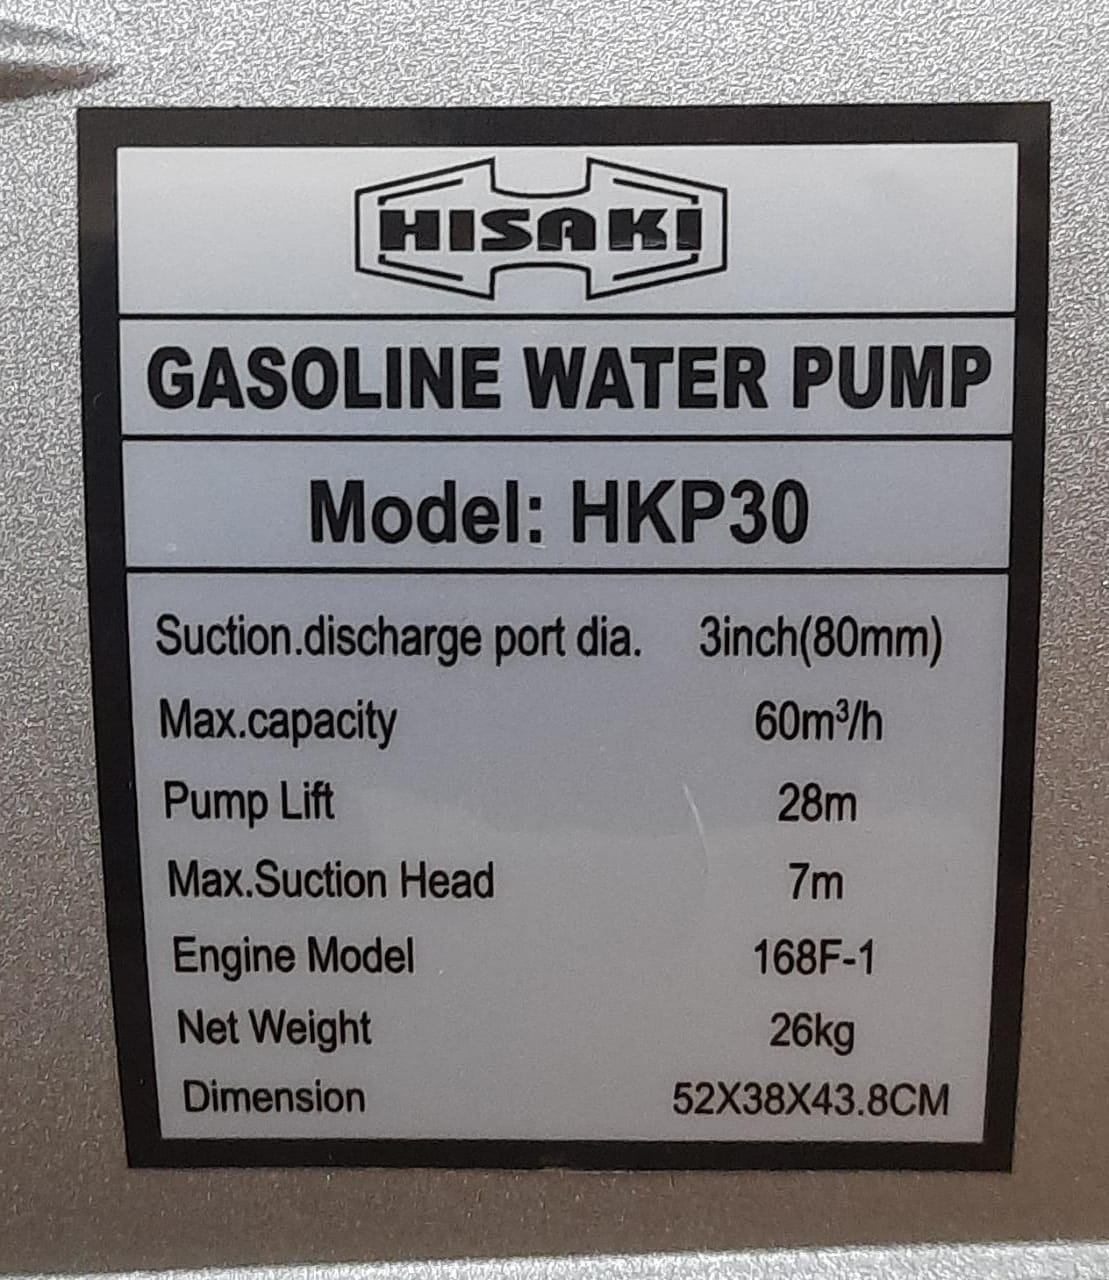 HISAKI
GASOLINE WATER PUMP
Model: HKP30
Suction.discharge port dia. 3inch(80mm)
Max.capacity 60m³/h
Pump Lift 28m
Max.Suction Head 7m
Engine Model 168F-1
Net Weight 26kg
Dimension 52X38X43.8CM